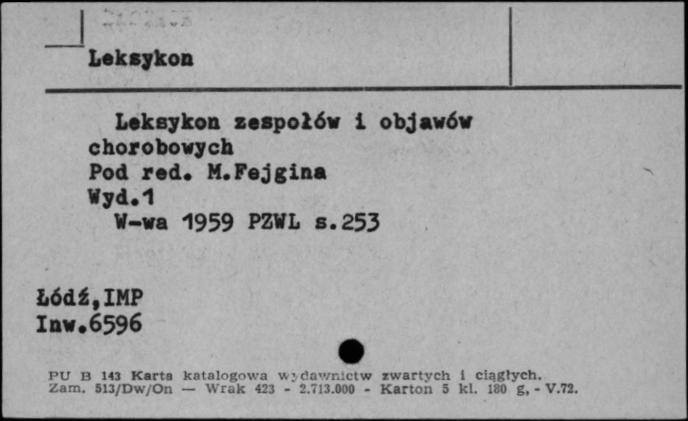 Leksykon
Leksykon zespołów i objawów
chorobowych
Pod red. M.Fejgina
Wyd.1
W-wa 1959 PZWL s.253
Łódź,IMP
Inw.6596
PU B 143 Karta katalogowa wydawnictw zwartych i ciągłych.
Zam. 513/Dw/On — Wrak 423 - 2.713.000 - Karton 5 kl. 180 g, - V.72.